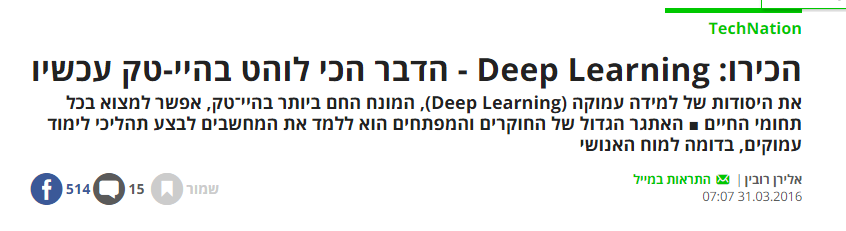 TechNation
הכירו: Deep Learning - הדבר הכי לוהט בהיי-טק עכשיו
את היסודות של למידה עמוקה (Deep Learning), המונח החם ביותר בהיי־טק, אפשר למצוא בכל
תחומי החיים ■ האתגר הגדול של החוקרים והמפתחים הוא ללמד את המחשבים לבצע תהליכי לימוד
עמוקים, בדומה למוח האנושי
אלירן רובין | התראות במייל
07:07 31.03.2016
שמור 15 514